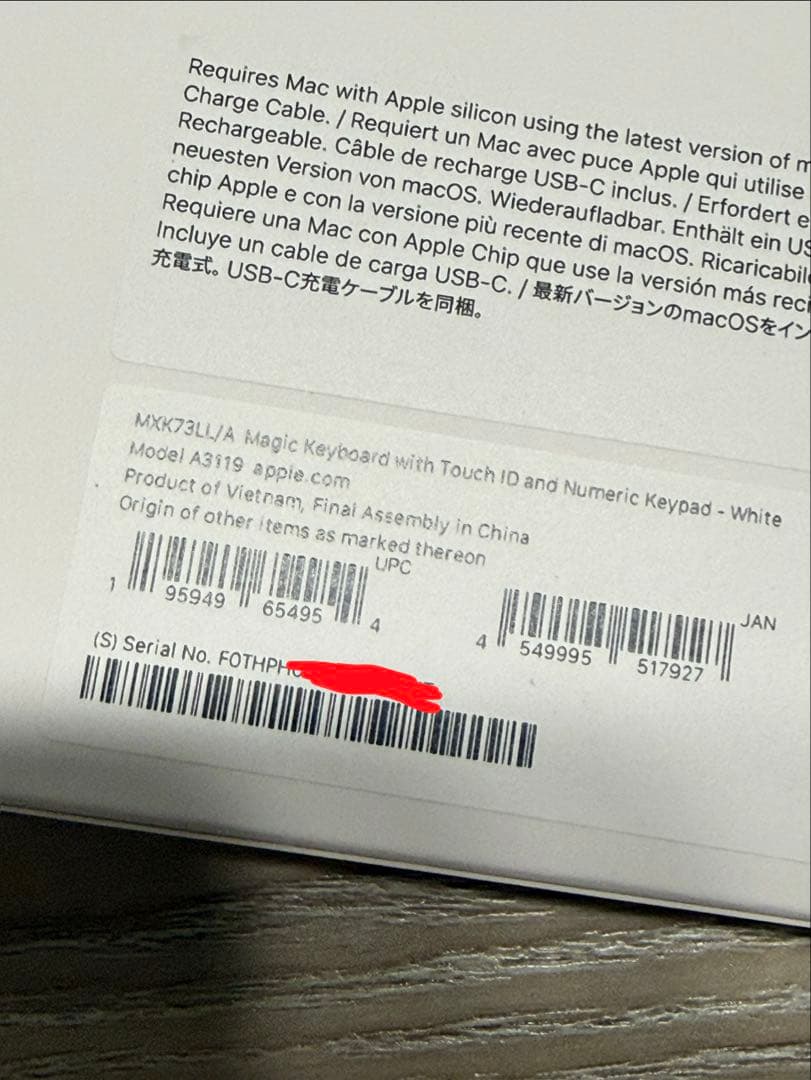 Requires Mac with Apple silicon using the latest version of m
Charge Cable. / Requiert un Mac avec puce Apple qui utilise
Rechargeable. Câble de recharge USB-C inclus. / Erfordert e
neuesten Version von macOS. Wiederaufladbar. Enthält ein US
chip Apple e con la versione più recente di macOS. Ricaricabile
Requiere una Mac con Apple Chip que use la versión más reci
Incluye un cable de carga USB-C. / 最新バージョンのmacOSをイン
充電式。USB-C充電ケーブルを同梱。
MXK73LL/A Magic Keyboard with Touch ID and Numeric Keypad - White
Model A3119 apple.com
Product of Vietnam, Final Assembly in China
Origin of other items as marked thereon
UPC
1 95949 65495 4
JAN
4 549995 517927
(S) Serial No. F0THPH